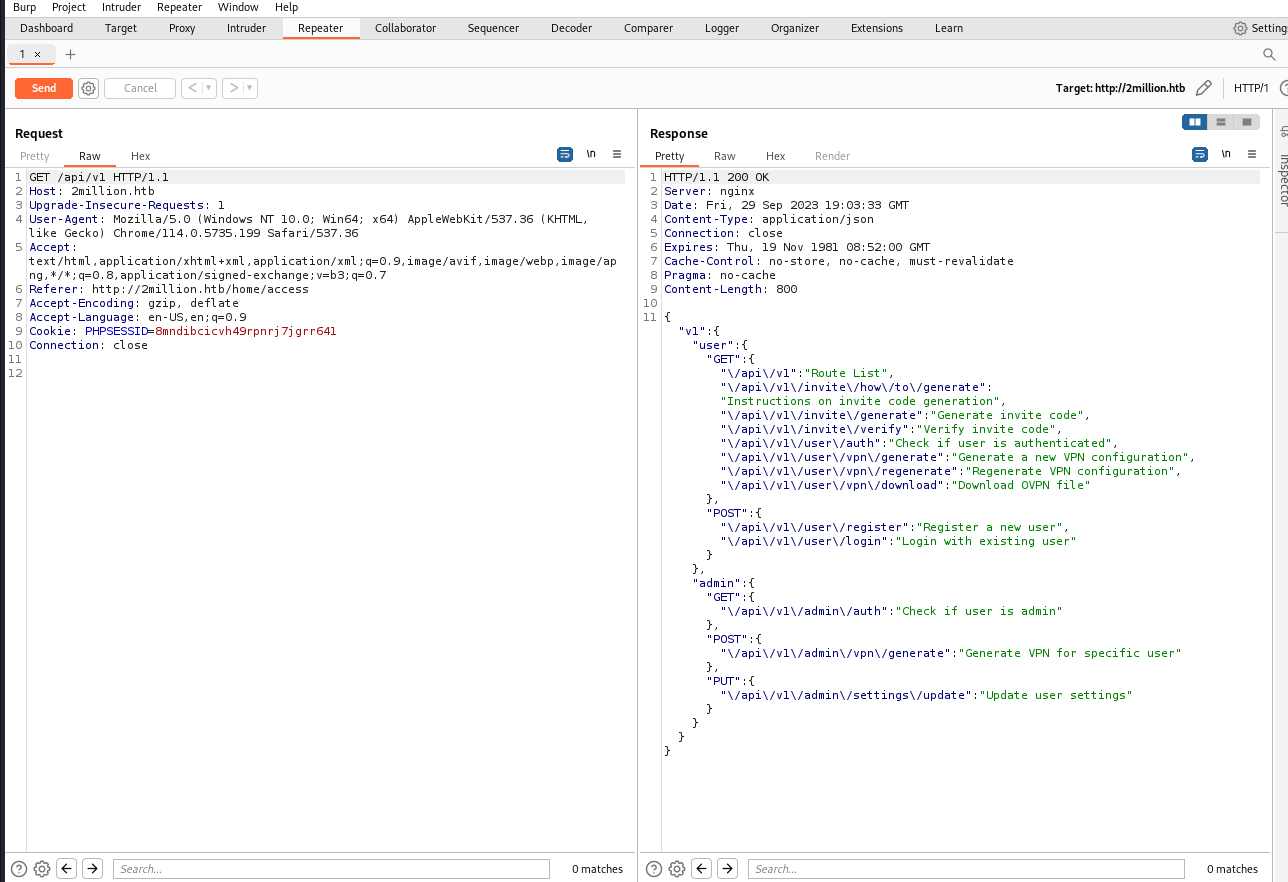 Burp Project Intruder Repeater Window Help
Dashboard Target Proxy Intruder Repeater Collaborator Sequencer Decoder Comparer Logger Organizer Extensions Learn Settings
1 × +
Send Cancel < >
Target: http://2million.htb HTTP/1
Request
Pretty Raw Hex \n
1 GET /api/v1 HTTP/1.1
2 Host: 2million.htb
3 Upgrade-Insecure-Requests: 1
4 User-Agent: Mozilla/5.0 (Windows NT 10.0; Win64; x64) AppleWebKit/537.36 (KHTML,
like Gecko) Chrome/114.0.5735.199 Safari/537.36
5 Accept:
text/html,application/xhtml+xml,application/xml;q=0.9,image/avif,image/webp,image/ap
ng,*/*;q=0.8,application/signed-exchange;v=b3;q=0.7
6 Referer: http://2million.htb/home/access
7 Accept-Encoding: gzip, deflate
8 Accept-Language: en-US,en;q=0.9
9 Cookie: PHPSESSID=8mndibcicvh49rpnrj7jgrr641
10 Connection: close
11
12
Search...
0 matches
Response
Pretty Raw Hex Render \n
1 HTTP/1.1 200 OK
2 Server: nginx
3 Date: Fri, 29 Sep 2023 19:03:33 GMT
4 Content-Type: application/json
5 Connection: close
6 Expires: Thu, 19 Nov 1981 08:52:00 GMT
7 Cache-Control: no-store, no-cache, must-revalidate
8 Pragma: no-cache
9 Content-Length: 800
10
11 {
"v1":{
"user":{
"GET":{
"\/api\/v1":"Route List",
"\/api\/v1\/invite\/how\/to\/generate":
"Instructions on invite code generation",
"\/api\/v1\/invite\/generate":"Generate invite code",
"\/api\/v1\/invite\/verify":"Verify invite code",
"\/api\/v1\/user\/auth":"Check if user is authenticated",
"\/api\/v1\/user\/vpn\/generate":"Generate a new VPN configuration",
"\/api\/v1\/user\/vpn\/regenerate":"Regenerate VPN configuration",
"\/api\/v1\/user\/vpn\/download":"Download OVPN file"
},
"POST":{
"\/api\/v1\/user\/register":"Register a new user",
"\/api\/v1\/user\/login":"Login with existing user"
}
},
"admin":{
"GET":{
"\/api\/v1\/admin\/auth":"Check if user is admin"
},
"POST":{
"\/api\/v1\/admin\/vpn\/generate":"Generate VPN for specific user"
},
"PUT":{
"\/api\/v1\/admin\/settings\/update":"Update user settings"
}
}
}
}
Search...
0 matches
Inspector